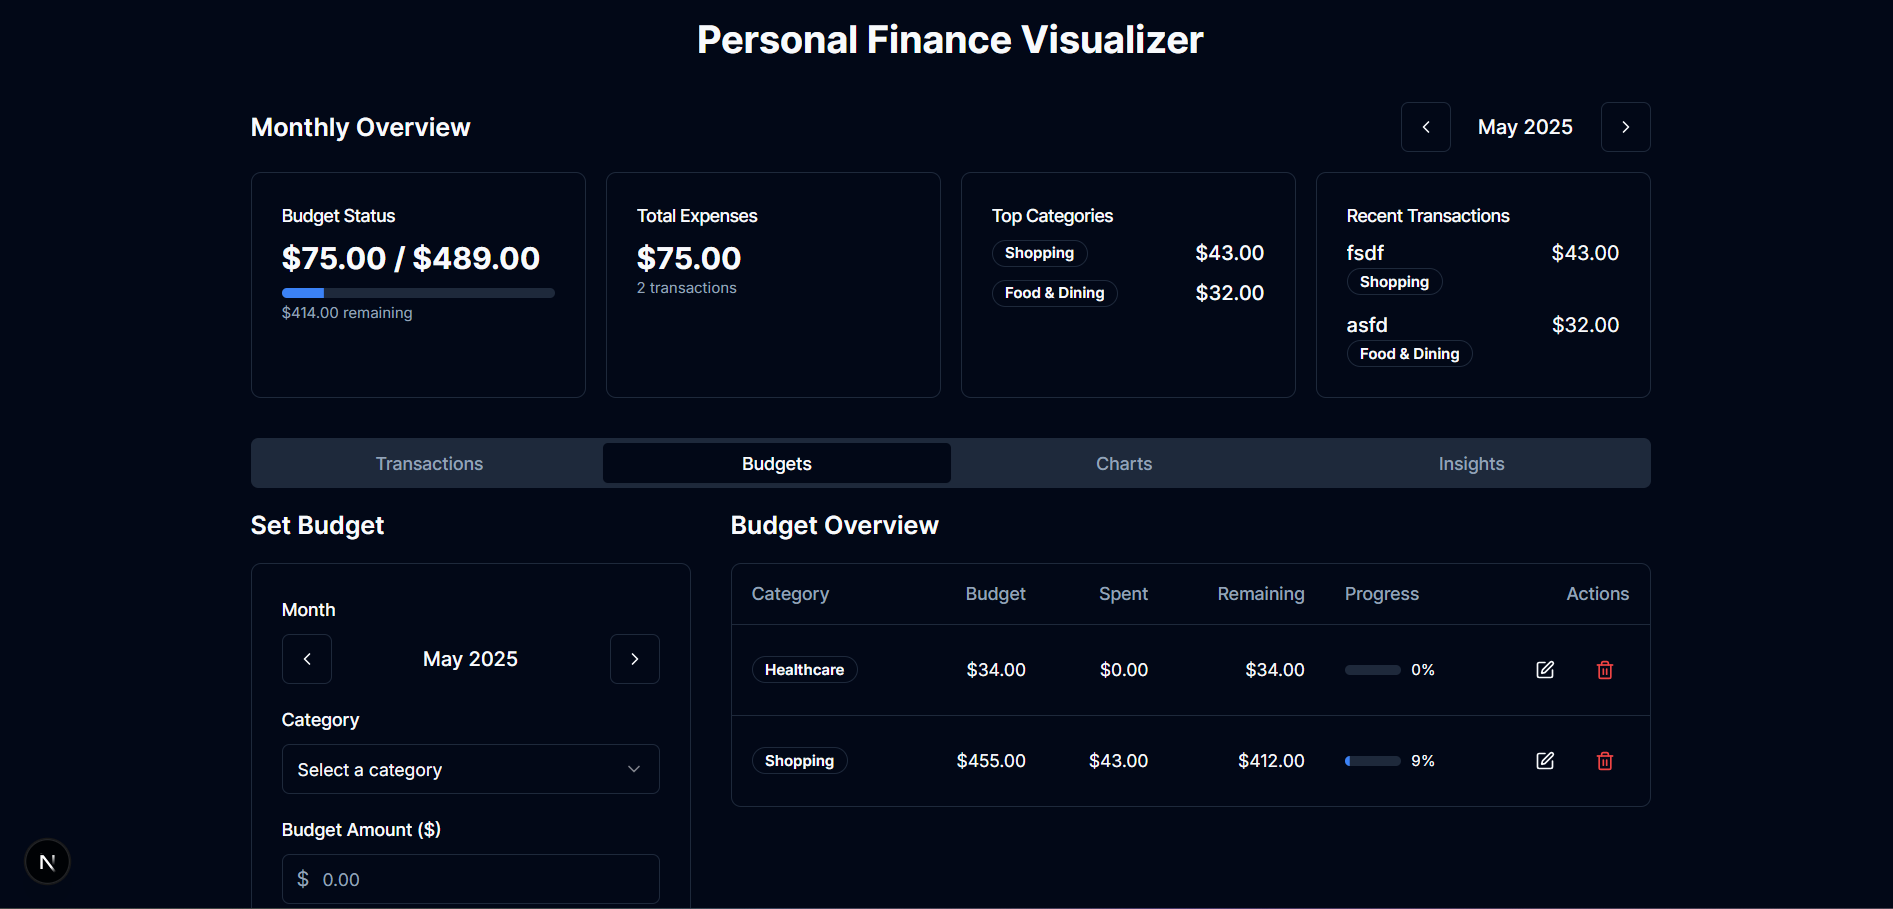 Personal Finance Visualizer
Monthly Overview
May 2025
Budget Status
$75.00 / $489.00
$414.00 remaining
Total Expenses
$75.00
2 transactions
Top Categories
Shopping $43.00
Food & Dining $32.00
Recent Transactions
fsdf $43.00
Shopping
asfd $32.00
Food & Dining
Transactions Budgets Charts Insights
Set Budget
Month
May 2025
Category
Select a category
Budget Amount ($)
$ 0.00
Budget Overview
Category Budget Spent Remaining Progress Actions
Healthcare $34.00 $0.00 $34.00 0%
Shopping $455.00 $43.00 $412.00 9%
N